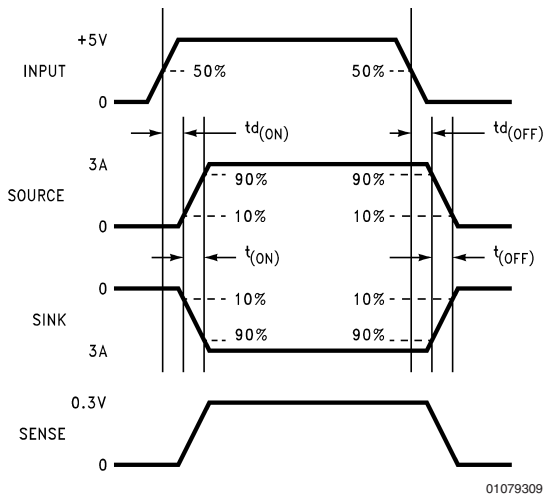 +5V
INPUT
50%
50%
0
td(ON)
td(OFF)
3A
90%
90%
SOURCE
10%
10%
0
t(ON)
t(OFF)
0
10%
10%
SINK
90%
90%
3A
0.3V
SENSE
0
01079309